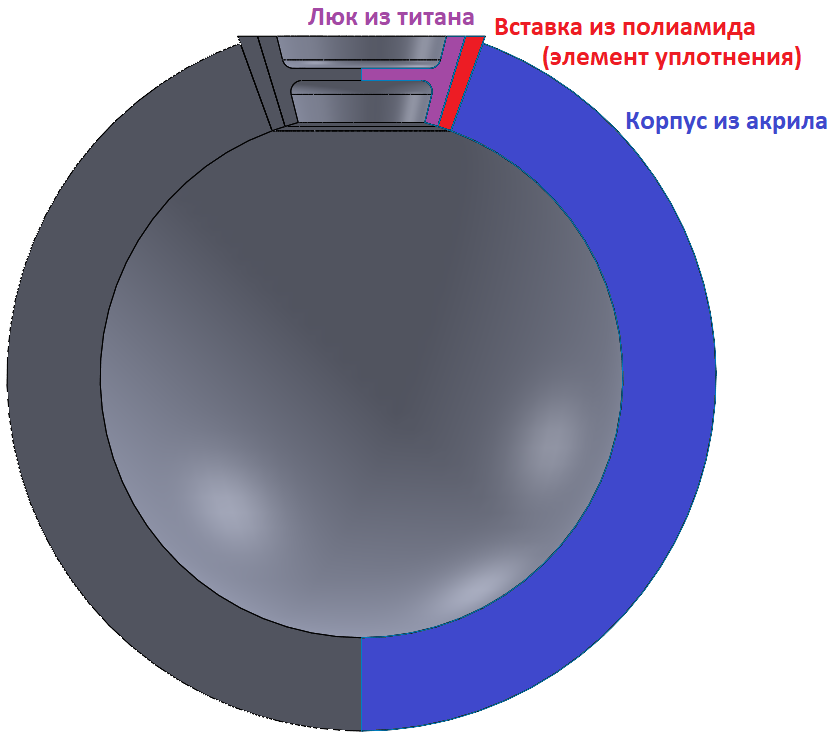 Люк из титана
Вставка из полиамида
(элемент уплотнения)
Корпус из акрила